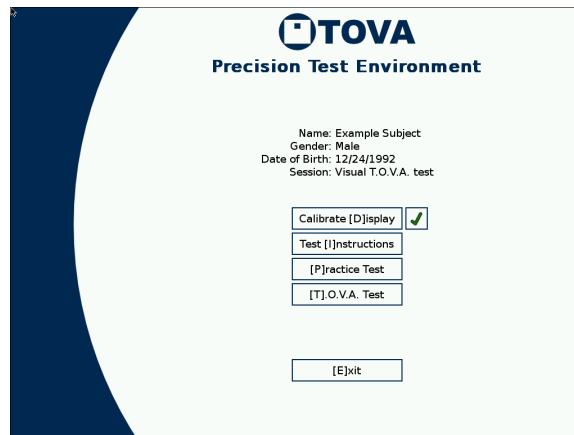 TOVA
Precision Test Environment
Name: Example Subject
Gender: Male
Date of Birth: 12/24/1992
Session: Visual T.O.V.A. test
Calibrate [D]isplay
Test [I]nstructions
[P]ractice Test
[T].O.V.A. Test
[E]xit